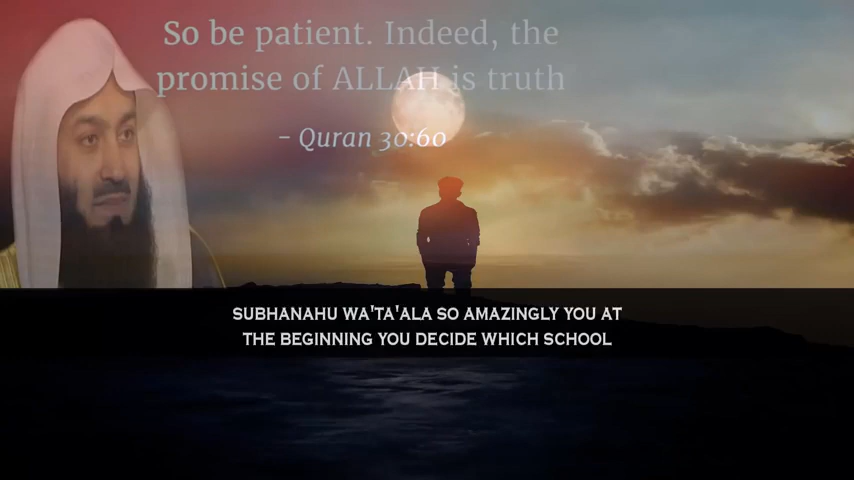 So be patient. Indeed, the
promise of ALLAH is truth
- Quran 30:60
SUBHANAHU WA'TA'ALA SO AMAZINGLY YOU AT
THE BEGINNING YOU DECIDE WHICH SCHOOL